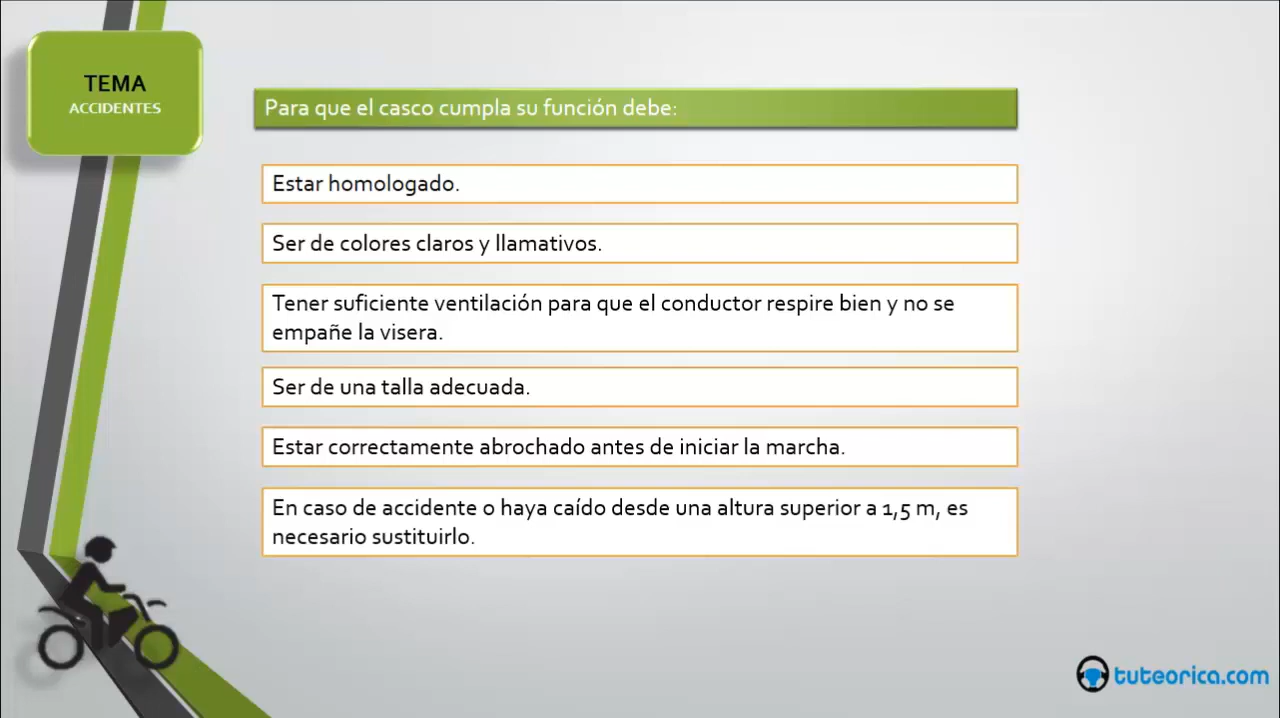 TEMA
ACCIDENTES
Para que el casco cumpla su función debe:
Estar homologado.
Ser de colores claros y llamativos.
Tener suficiente ventilación para que el conductor respire bien y no se
empañe la visera.
Ser de una talla adecuada.
Estar correctamente abrochado antes de iniciar la marcha.
En caso de accidente o haya caído desde una altura superior a 1,5 m, es
necesario sustituirlo.
tuteorica.com